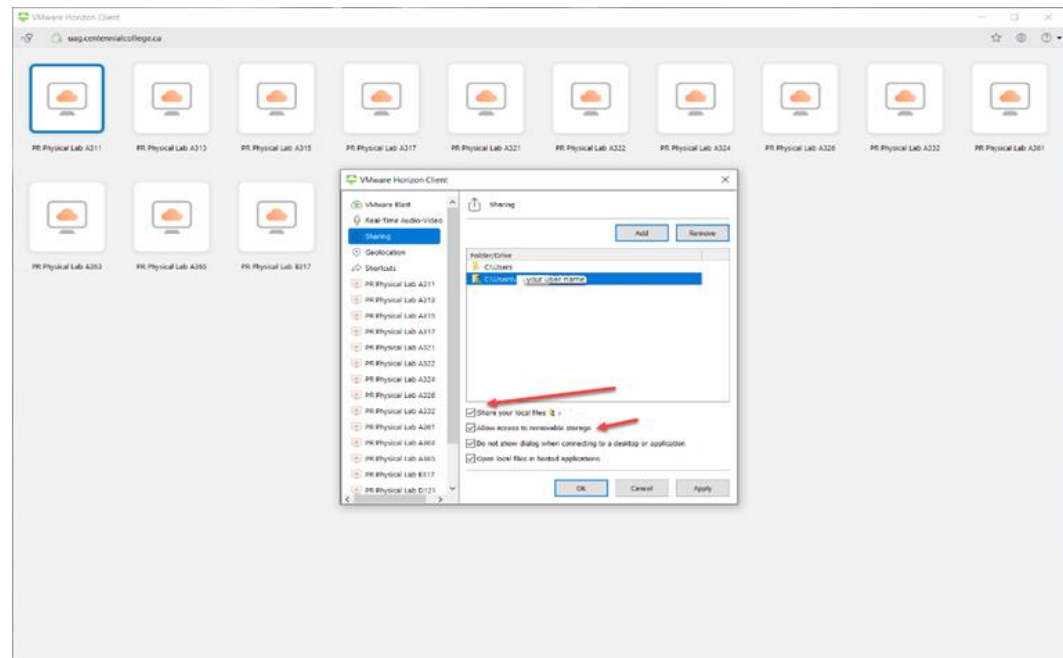 VMware Horizon Client
uag.centennialcollege.ca
PR Physical Lab A311
PR Physical Lab A313
PR Physical Lab A315
PR Physical Lab A317
PR Physical Lab A321
PR Physical Lab A322
PR Physical Lab A324
PR Physical Lab A326
PR Physical Lab A332
PR Physical Lab A361
PR Physical Lab A363
PR Physical Lab A365
PR Physical Lab B317
VMware Horizon Client
VMware Blast
Real-Time Audio-Video
Sharing
Geolocation
Shortcuts
PR Physical Lab A311
PR Physical Lab A313
PR Physical Lab A315
PR Physical Lab A317
PR Physical Lab A321
PR Physical Lab A322
PR Physical Lab A324
PR Physical Lab A326
PR Physical Lab A332
PR Physical Lab A361
PR Physical Lab A363
PR Physical Lab A365
PR Physical Lab B317
PR Physical Lab D121
Sharing
Add
Remove
Folder/Drive
C:\Users
C:\Users\ your user name
Share your local files
Allow access to removable storage
Do not show dialog when connecting to a desktop or application
Open local files in hosted applications
OK
Cancel
Apply